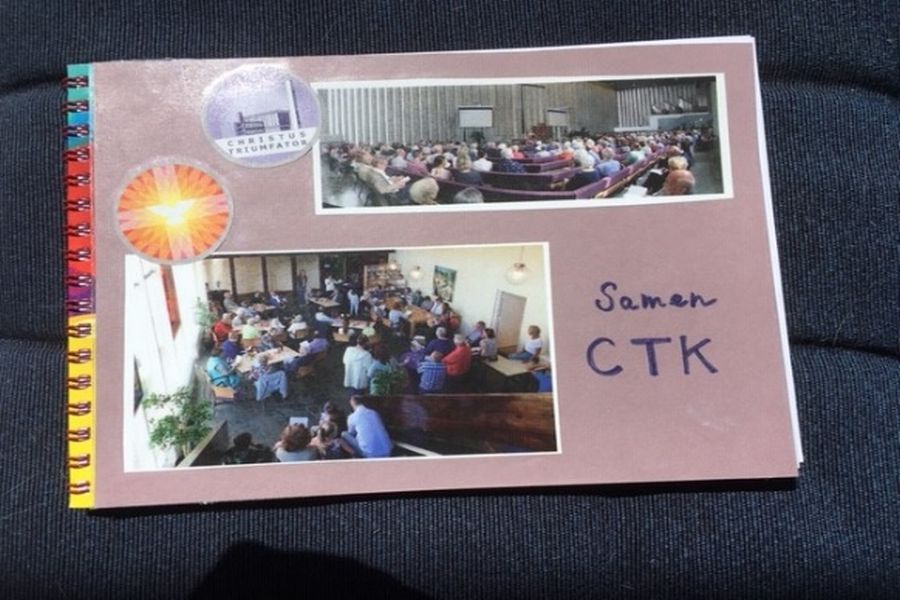 CHRISTUS
TRIUMFATOR
Samen
CTK